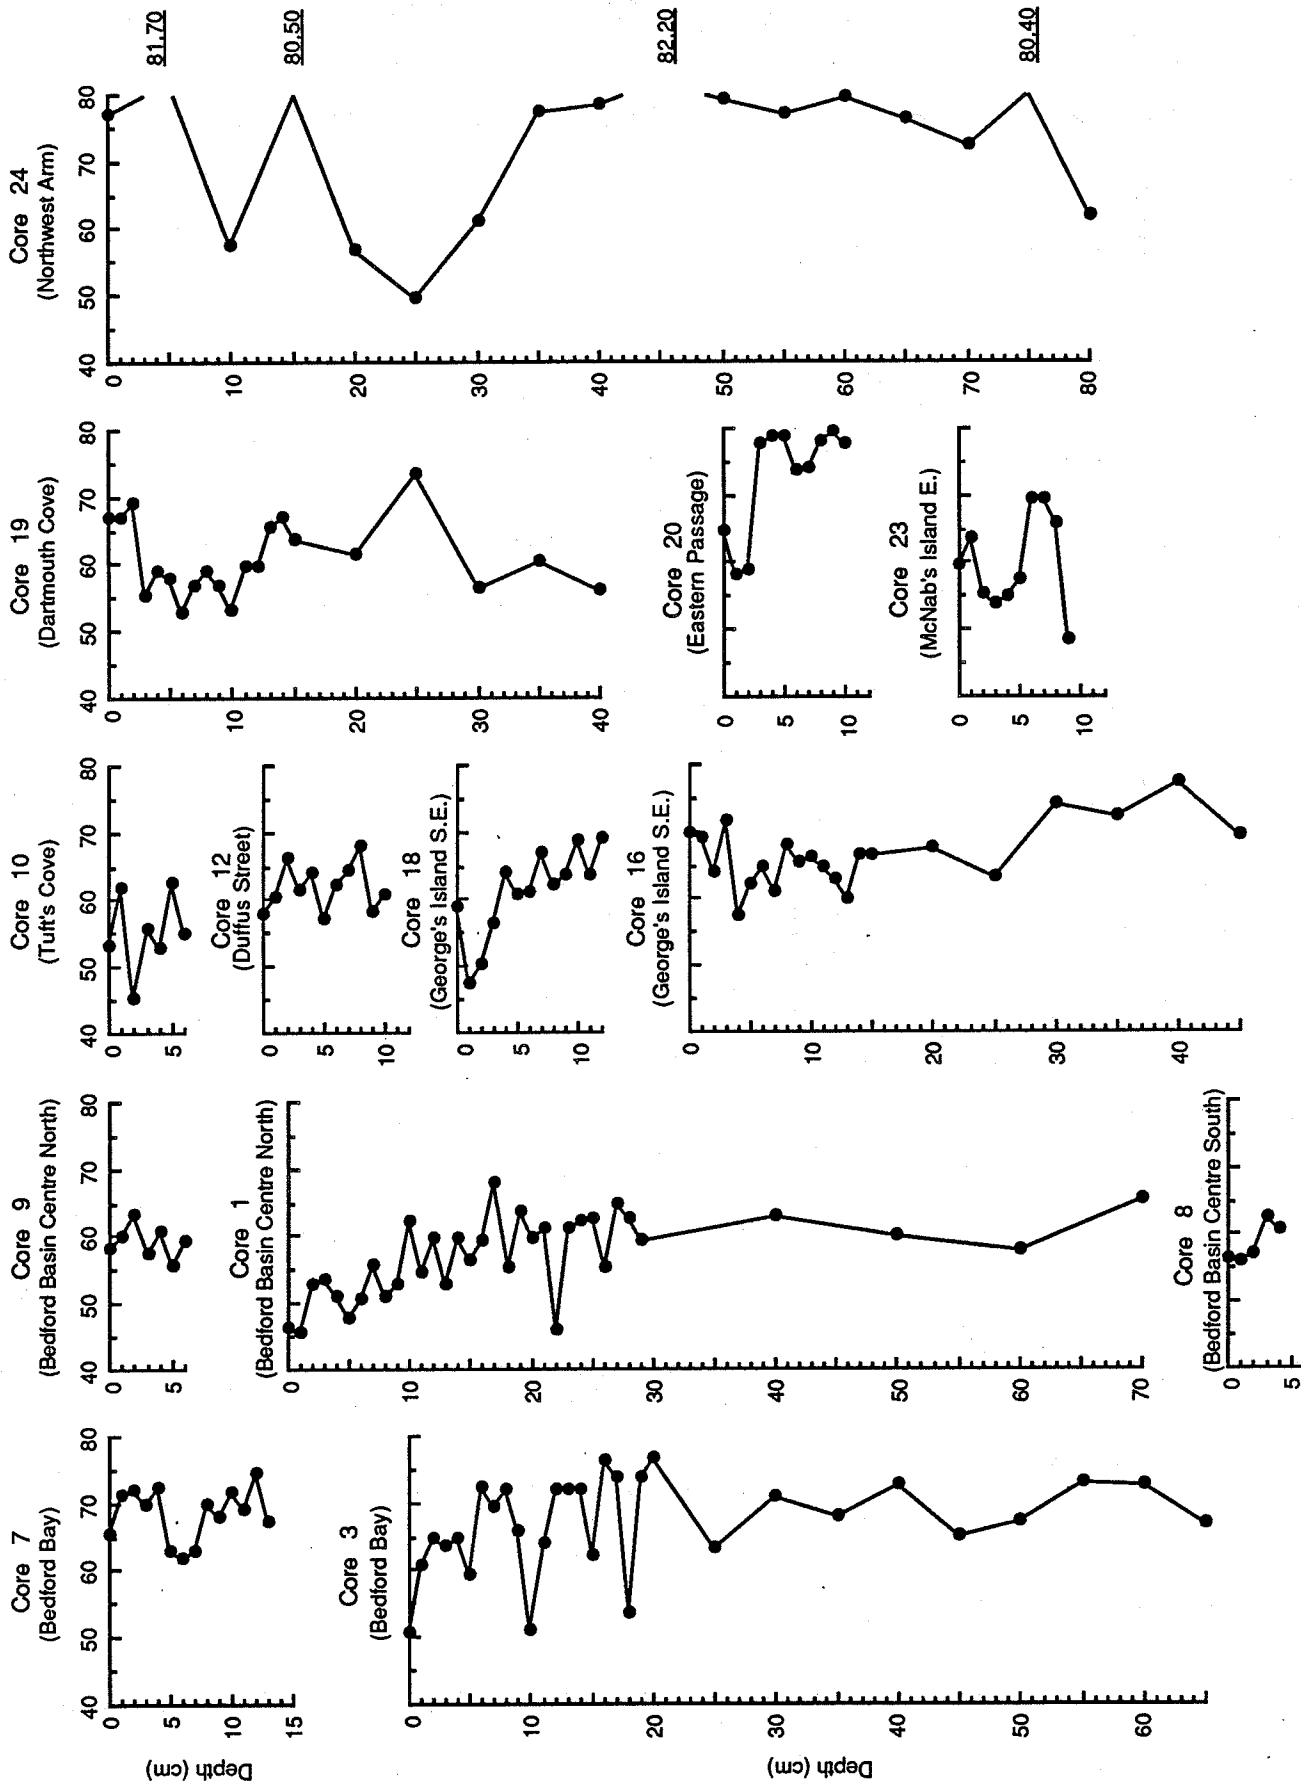 Core 7
(Bedford Bay)
40 50 60 70 80
0
5
10
15
Depth (cm)
Core 3
(Bedford Bay)
0
10
20
30
40
50
60
Depth (cm)
Core 9
(Bedford Basin Centre North)
40 50 60 70 80
0
5
Core 1
(Bedford Basin Centre North)
0
10
20
30
40
50
60
70
Core 8
(Bedford Basin Centre South)
0
5
Core 10
(Tuft's Cove)
40 50 60 70 80
0
5
Core 12
(Duffus Street)
0
5
10
Core 18
(George's Island S.E.)
0
5
10
Core 16
(George's Island S.E.)
0
10
20
30
40
Core 19
(Dartmouth Cove)
40 50 60 70 80
0
10
20
30
40
Core 20
(Eastern Passage)
0
5
10
Core 23
(McNab's Island E.)
0
5
10
Core 24
(Northwest Arm)
40 50 60 70 80
0
10
20
30
40
50
60
70
80
81.70
80.50
82.20
80.40